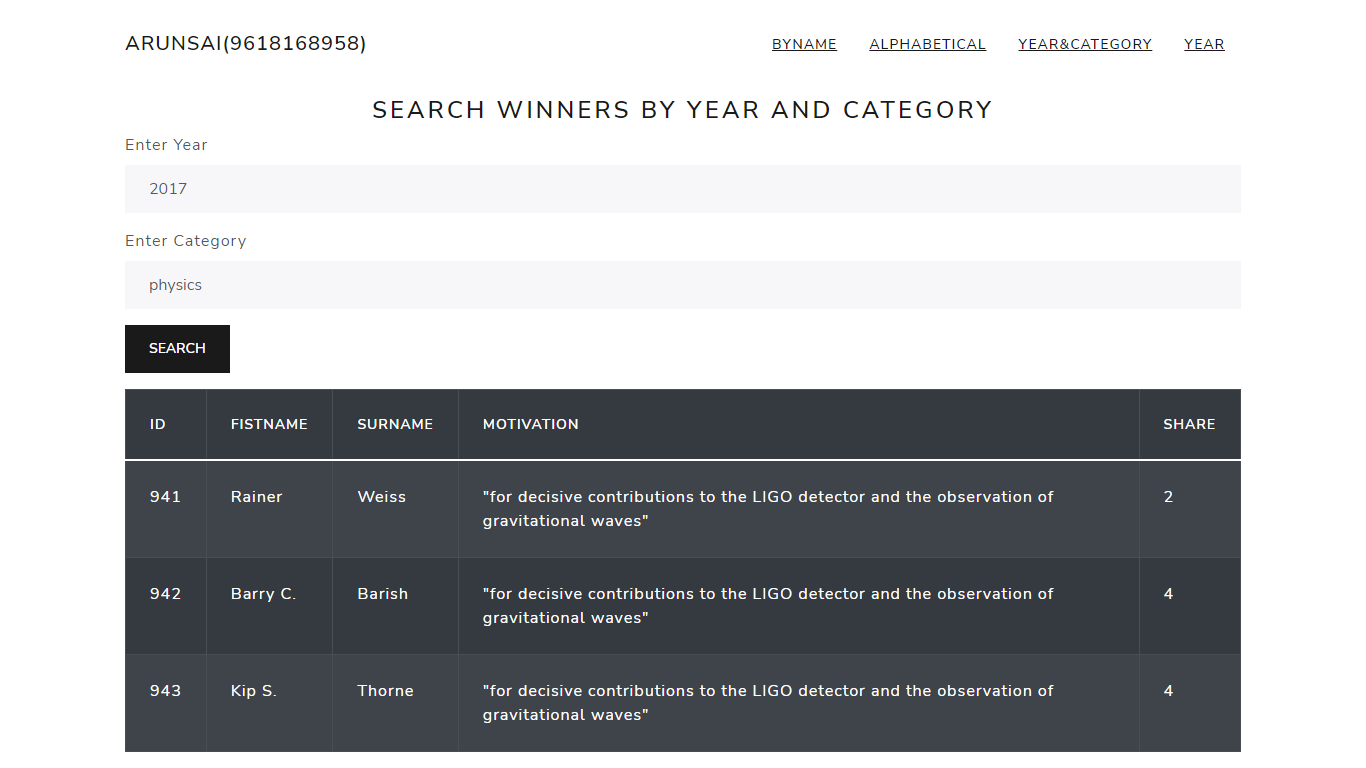 ARUNSAI(9618168958)
BYNAME ALPHABETICAL YEAR&CATEGORY YEAR
SEARCH WINNERS BY YEAR AND CATEGORY
Enter Year
2017
Enter Category
physics
SEARCH
ID FISTNAME SURNAME MOTIVATION SHARE
941 Rainer Weiss "for decisive contributions to the LIGO detector and the observation of 2
gravitational waves"
942 Barry C. Barish "for decisive contributions to the LIGO detector and the observation of 4
gravitational waves"
943 Kip S. Thorne "for decisive contributions to the LIGO detector and the observation of 4
gravitational waves"